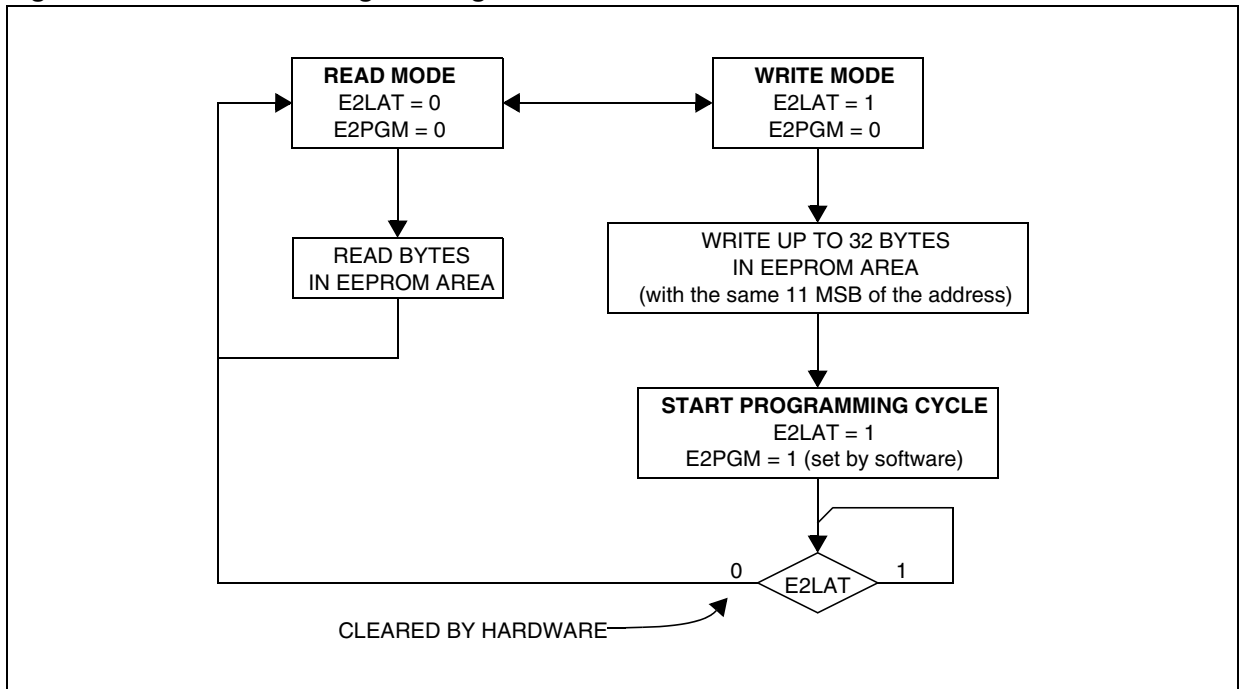 READ MODE
E2LAT = 0
E2PGM = 0
WRITE MODE
E2LAT = 1
E2PGM = 0
READ BYTES
IN EEPROM AREA
WRITE UP TO 32 BYTES
IN EEPROM AREA
(with the same 11 MSB of the address)
START PROGRAMMING CYCLE
E2LAT = 1
E2PGM = 1 (set by software)
0
E2LAT
1
CLEARED BY HARDWARE